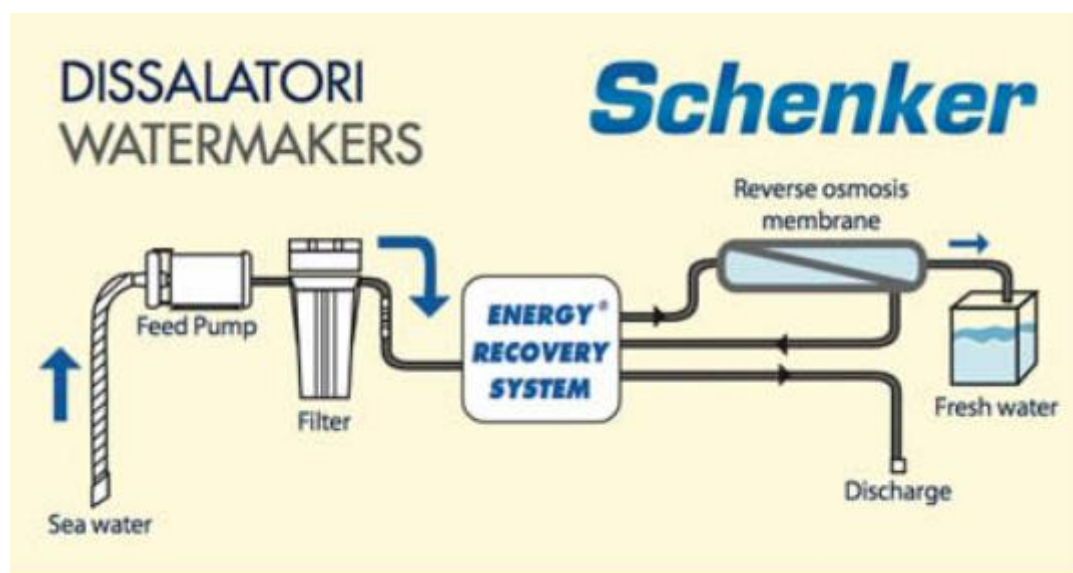 DISSALATORI
WATERMAKERS
Schenker
Reverse osmosis
membrane
Feed Pump
ENERGY®
RECOVERY
SYSTEM
Filter
Fresh water
Discharge
Sea water